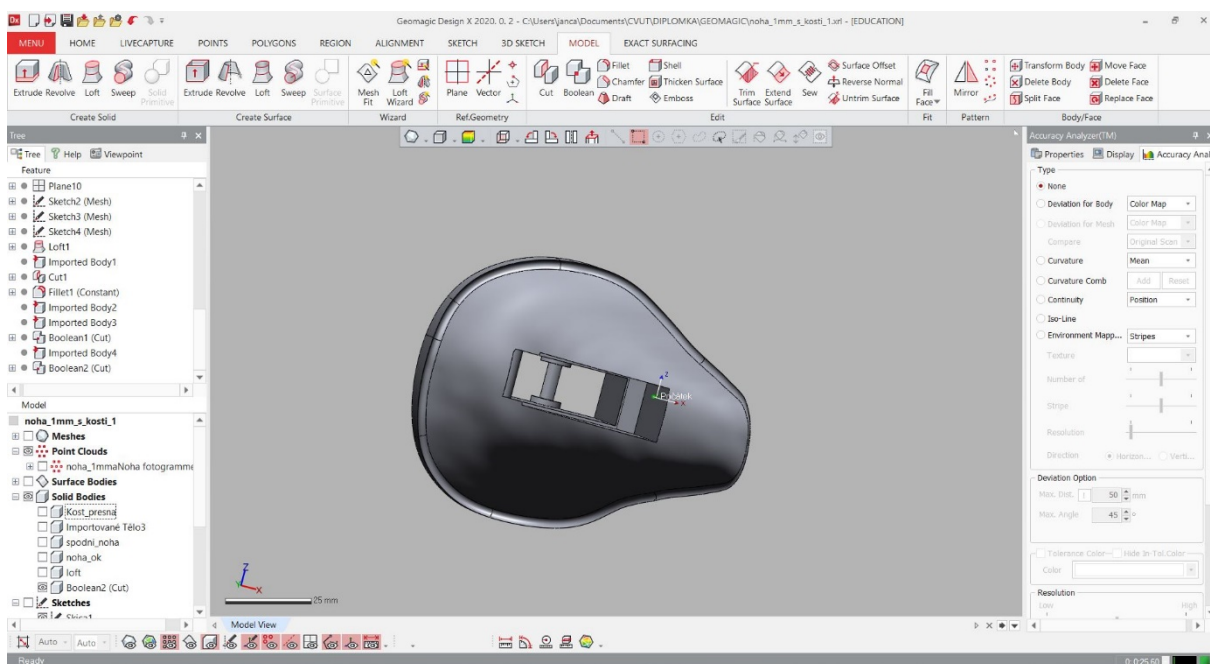 Geomagic Design X 2020. 0. 2 - C:\Users\janca\Documents\CVUT\DIPLOMKA\GEOMAGIC\noha_1mm_s_kosti_1.xrl - [EDUCATION]
MENU HOME LIVECAPTURE POINTS POLYGONS REGION ALIGNMENT SKETCH 3D SKETCH MODEL EXACT SURFACING
Extrude Revolve Loft Sweep Solid Primitive
Create Solid
Extrude Revolve Loft Sweep Surface Primitive
Create Surface
Mesh Fit Loft Wizard
Wizard
Plane Vector
Ref.Geometry
Cut Boolean
Fillet Shell
Chamfer Thicken Surface
Draft Emboss
Trim Surface Extend Surface Sew
Surface Offset
Reverse Normal
Untrim Surface
Edit
Fill Face
Fit
Mirror
Pattern
Transform Body Move Face
Delete Body Delete Face
Split Face Replace Face
Body/Face
Tree
Tree Help Viewpoint
Feature
Plane10
Sketch2 (Mesh)
Sketch3 (Mesh)
Sketch4 (Mesh)
Loft1
Imported Body1
Cut1
Fillet1 (Constant)
Imported Body2
Imported Body3
Boolean1 (Cut)
Imported Body4
Boolean2 (Cut)
Model
noha_1mm_s_kosti_1
Meshes
Point Clouds
noha_1mmaNoha fotogramme
Surface Bodies
Solid Bodies
Kost_presna
Importované Tělo3
spodni_noha
noha_ok
loft
Boolean2 (Cut)
Sketches
Skica1
z
Počátek
x
Z
X
25 mm
Model View
Accuracy Analyzer(TM)
Properties Display Accuracy Anal
Type
None
Deviation for Body Color Map
Deviation for Mesh Color Map
Compare Original Scan
Curvature Mean
Curvature Comb Add Reset
Continuity Position
Iso-Line
Environment Mapp... Stripes
Texture
Number of
Stripe
Resolution
Direction Horizon... Verti...
Deviation Option
Max. Dist. 50 mm
Max. Angle 45 °
Tolerance Color Hide In-Tol.Color
Color
Resolution
Low High
Auto Auto
Ready
0: 0:25.60